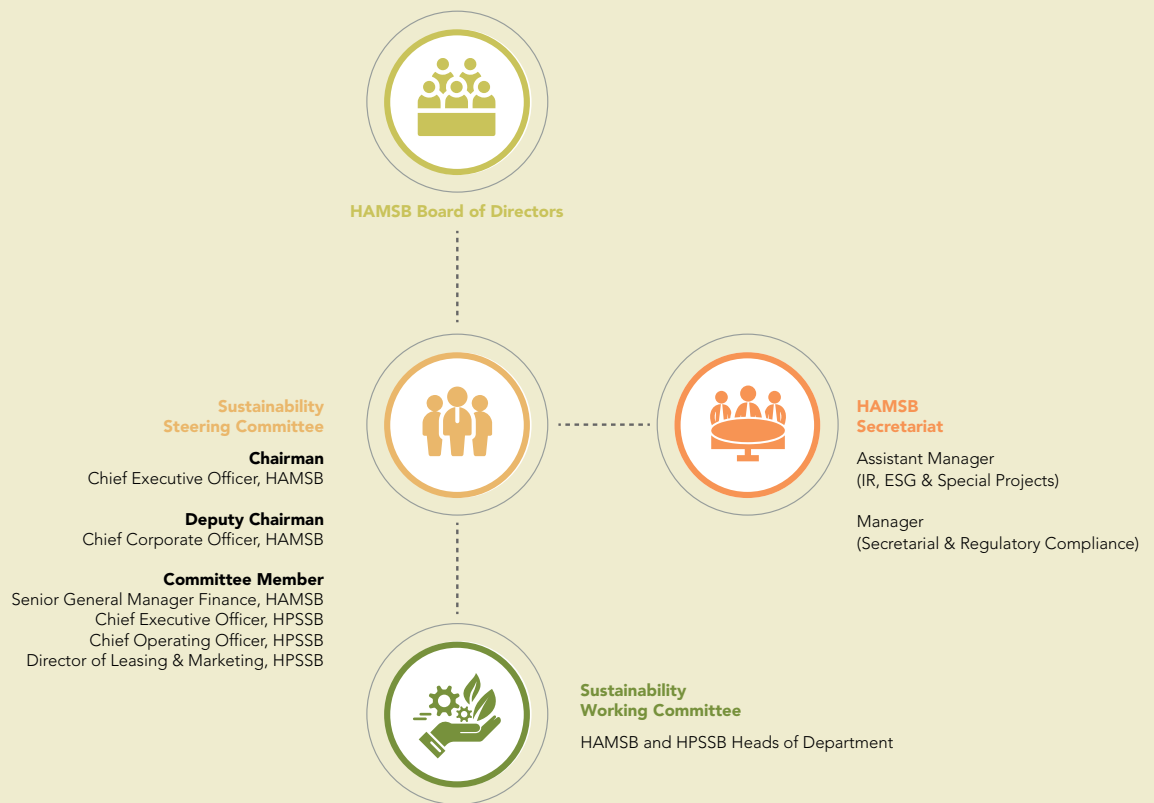 HAMSB Board of Directors
Sustainability
Steering Committee
Chairman
Chief Executive Officer, HAMSB
Deputy Chairman
Chief Corporate Officer, HAMSB
Committee Member
Senior General Manager Finance, HAMSB
Chief Executive Officer, HPSSB
Chief Operating Officer, HPSSB
Director of Leasing & Marketing, HPSSB
HAMSB
Secretariat
Assistant Manager
(IR, ESG & Special Projects)
Manager
(Secretarial & Regulatory Compliance)
Sustainability
Working Committee
HAMSB and HPSSB Heads of Department